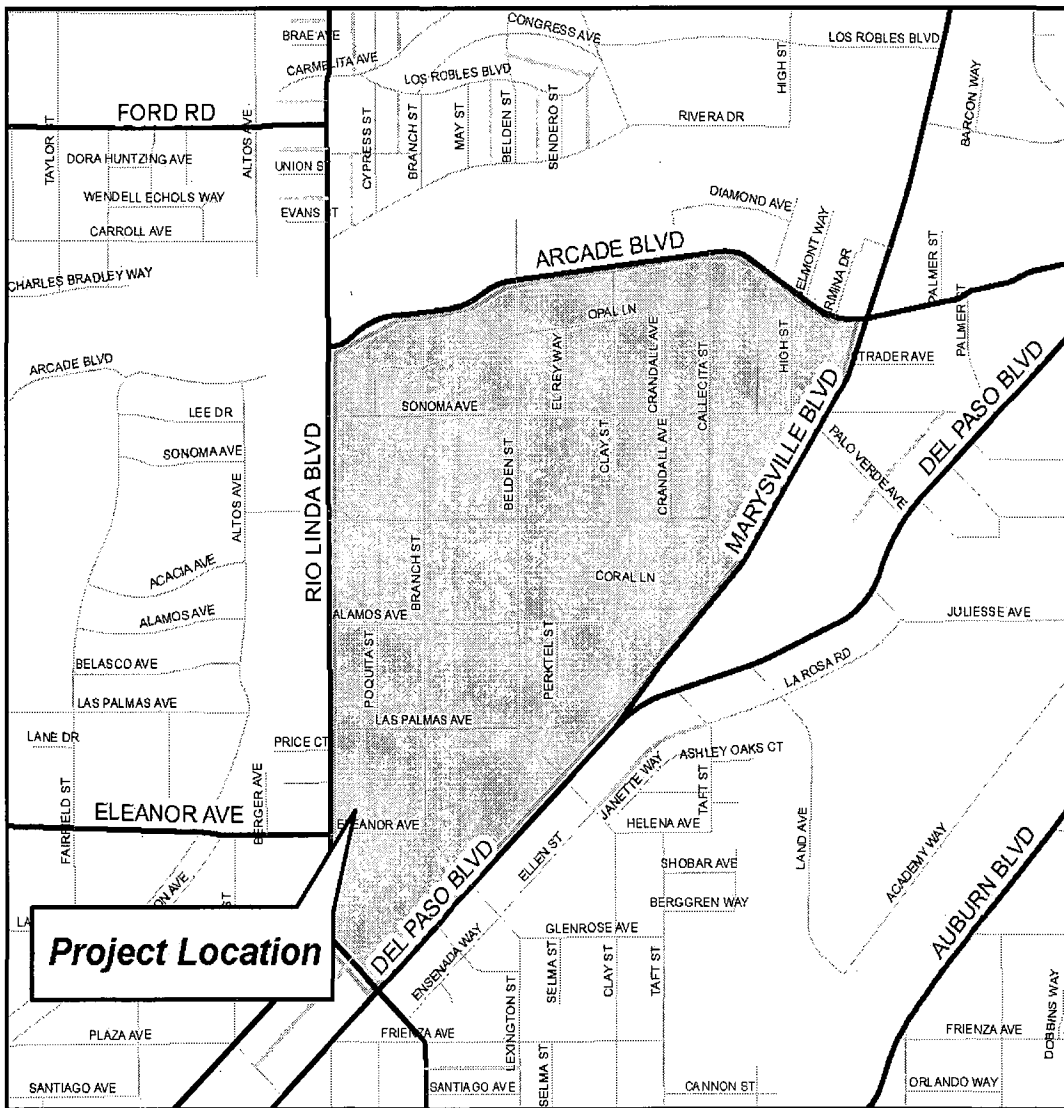 CONGRESS AVE
BRAE AVE
LOS ROBLES BLVD
HIGH ST
CARMELITA AVE
LOS ROBLES BLVD
BARCON WAY
FORD RD
TAYLOR ST
ALTOS AVE
CYPRESS ST
BRANCH ST
MAY ST
BELDEN ST
SENDERO ST
RIVERA DR
DORA HUNTZING AVE
UNION ST
WENDELL ECHOLS WAY
DIAMOND AVE
EVANS ST
CARROLL AVE
ARCADE BLVD
PALMER ST
CHARLES BRADLEY WAY
OPAL LN
PALMER ST
EL REY WAY
CRANDALL AVE
CALLECITA ST
HIGH ST
TRADER AVE
ARCADE BLVD
DEL PASO BLVD
LEE DR
SONOMA AVE
RIO LINDA BLVD
MARYSVILLE BLVD
SONOMA AVE
BELDEN ST
CLAY ST
CRANDALL AVE
PALO VERDE AVE
ALTOS AVE
ACACIA AVE
BRANCH ST
CORAL LN
ALAMOS AVE
ALAMOS AVE
JULIESSE AVE
BELASCO AVE
POQUITA ST
PERKTEL ST
LA ROSA RD
LAS PALMAS AVE
LAS PALMAS AVE
LANE DR
PRICE CT
ASHLEY OAKS CT
JANETTE WAY
TAFT ST
ELEANOR AVE
BERGER AVE
ELEANOR AVE
HELENA AVE
FAIRFIELD ST
DEL PASO BLVD
ELLEN ST
SHOBAR AVE
LAND AVE
ACADEMY WAY
BERGGREN WAY
AUBURN BLVD
GLENROSE AVE
Project Location
ENSENADA WAY
SELMA ST
CLAY ST
TAFT ST
LEXINGTON ST
PLAZA AVE
FRIENZA AVE
FRIENZA AVE
DOBBINS WAY
SELMA ST
SANTIAGO AVE
SANTIAGO AVE
CANNON ST
ORLANDO WAY